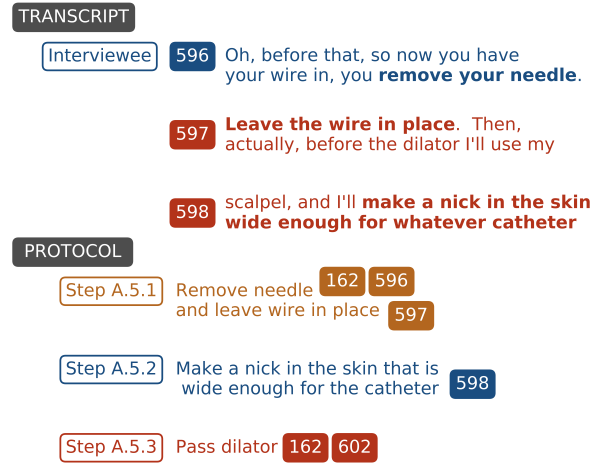 TRANSCRIPT
Interviewee 596 Oh, before that, so now you have
your wire in, you remove your needle.
597 Leave the wire in place. Then,
actually, before the dilator I'll use my
598 scalpel, and I'll make a nick in the skin
wide enough for whatever catheter
PROTOCOL
Step A.5.1 Remove needle 162 596
and leave wire in place 597
Step A.5.2 Make a nick in the skin that is
wide enough for the catheter 598
Step A.5.3 Pass dilator 162 602